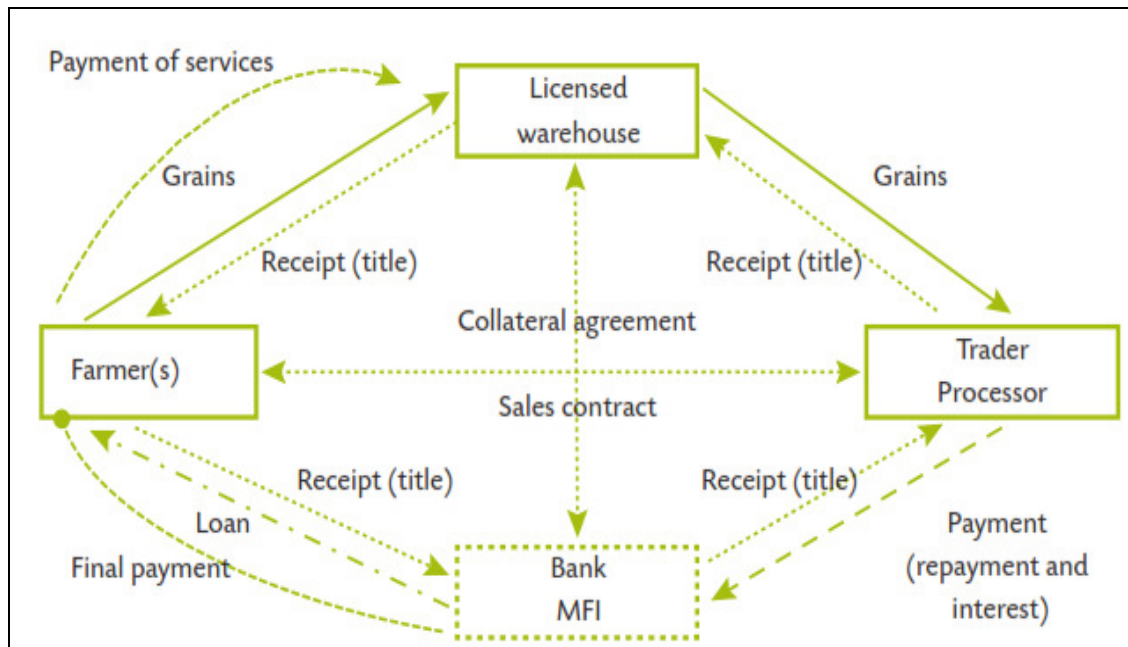 Payment of services
Licensed
warehouse
Grains
Grains
Receipt (title)
Receipt (title)
Collateral agreement
Farmer(s)
Trader
Processor
Sales contract
Receipt (title)
Receipt (title)
Loan
Payment
(repayment and
interest)
Final payment
Bank
MFI